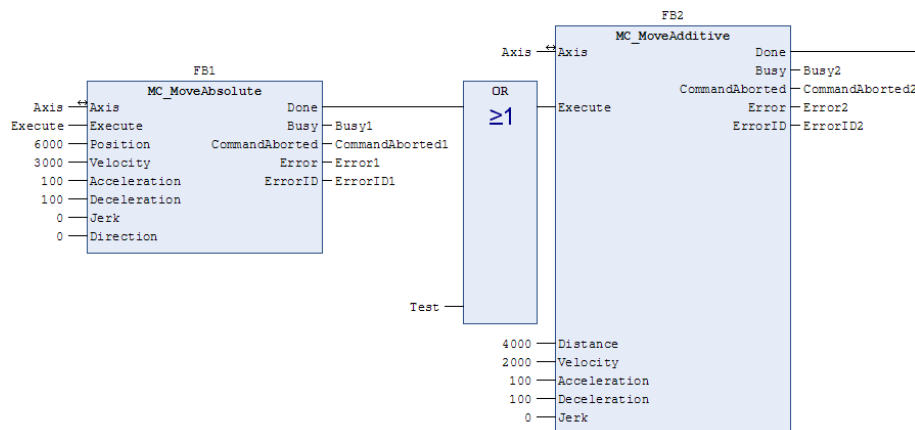 FB1
MC_MoveAbsolute
Axis Axis Done
Execute Execute Busy Busy1
6000 Position CommandAborted CommandAborted1
3000 Velocity Error Error1
100 Acceleration ErrorID ErrorID1
100 Deceleration
0 Jerk
0 Direction
OR
≥1
Test
FB2
MC_MoveAdditive
Axis Axis Done
Busy Busy2
CommandAborted CommandAborted2
Execute Error Error2
ErrorID ErrorID2
4000 Distance
2000 Velocity
100 Acceleration
100 Deceleration
0 Jerk